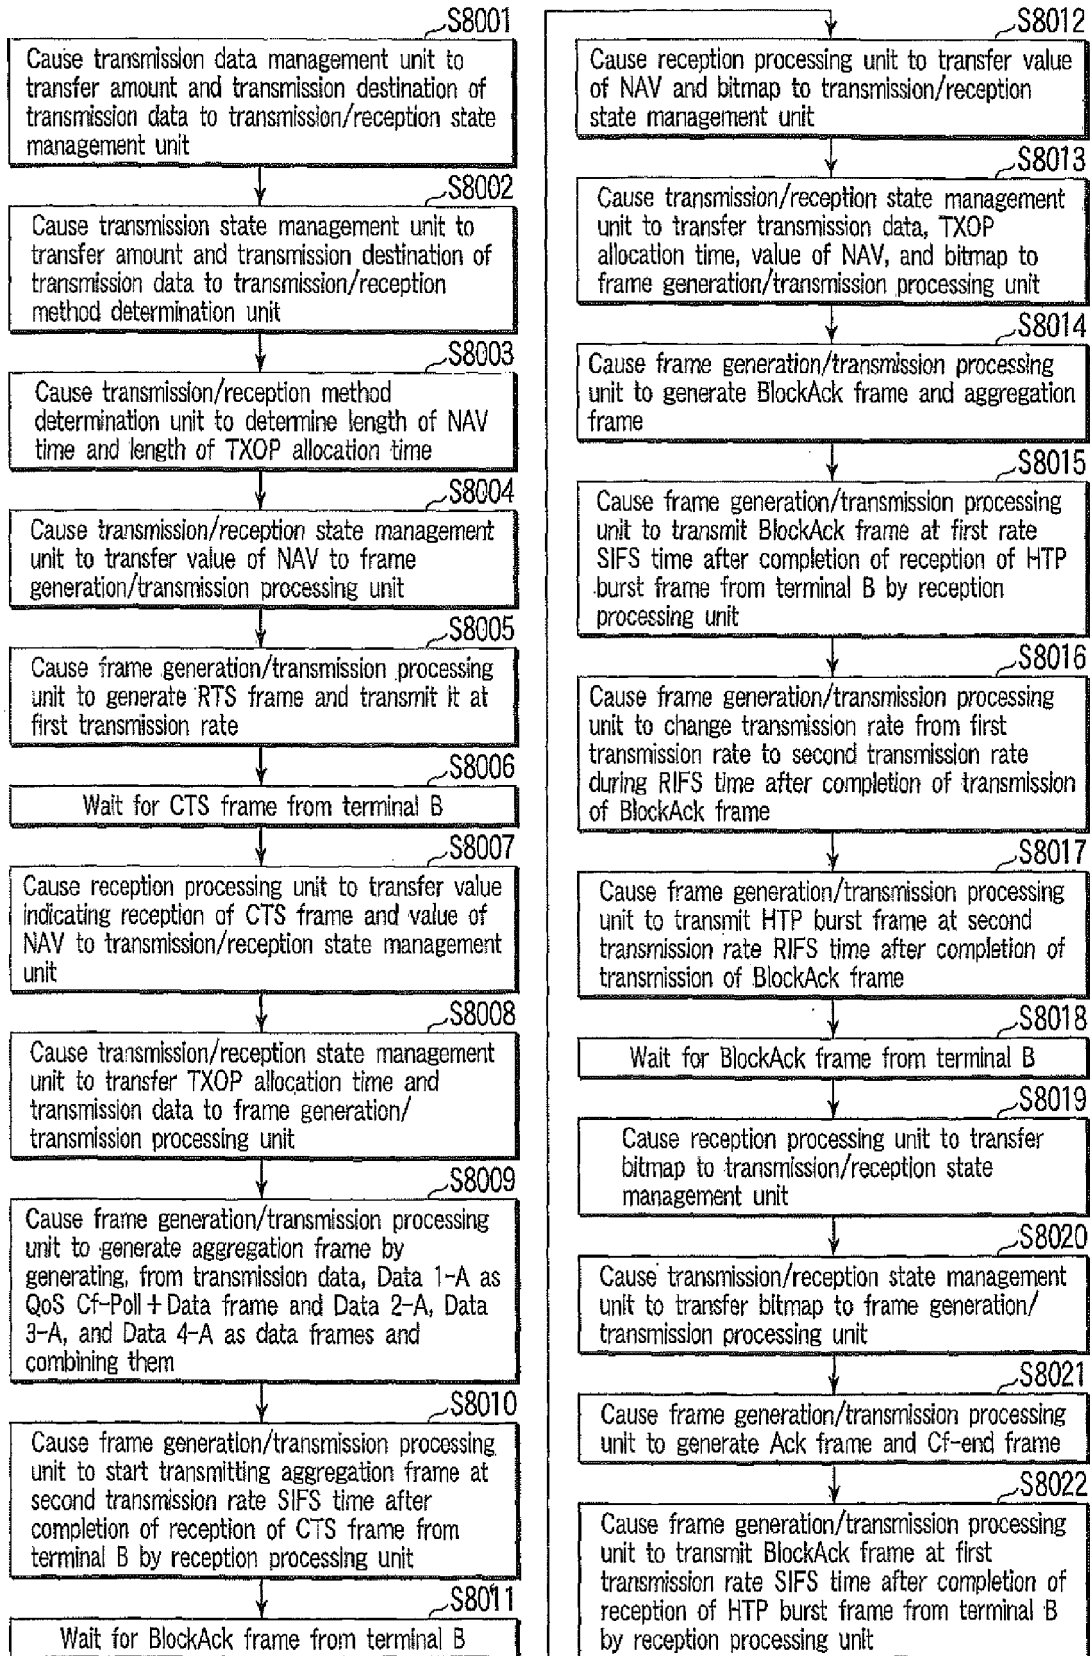 S8001
Cause transmission data management unit to
transfer amount and transmission destination of
transmission data to transmission/reception state
management unit
S8002
Cause transmission state management unit to
transfer amount and transmission destination of
transmission data to transmission/reception
method determination unit
S8003
Cause transmission/reception method
determination unit to determine length of NAV
time and length of TXOP allocation time
S8004
Cause transmission/reception state management
unit to transfer value of NAV to frame
generation/transmission processing unit
S8005
Cause frame generation/transmission processing
unit to generate RTS frame and transmit it at
first transmission rate
S8006
Wait for CTS frame from terminal B
S8007
Cause reception processing unit to transfer value
indicating reception of CTS frame and value of
NAV to transmission/reception state management
unit
S8008
Cause transmission/reception state management
unit to transfer TXOP allocation time and
transmission data to frame generation/
transmission processing unit
S8009
Cause frame generation/transmission processing
unit to generate aggregation frame by
generating, from transmission data, Data 1-A as
QoS Cf-Poll+Data frame and Data 2-A, Data
3-A, and Data 4-A as data frames and
combining them
S8010
Cause frame generation/transmission processing
unit to start transmitting aggregation frame at
second transmission rate SIFS time after
completion of reception of CTS frame from
terminal B by reception processing unit
S8011
Wait for BlockAck frame from terminal B
S8012
Cause reception processing unit to transfer value
of NAV and bitmap to transmission/reception
state management unit
S8013
Cause transmission/reception state management
unit to transfer transmission data, TXOP
allocation time, value of NAV, and bitmap to
frame generation/transmission processing unit
S8014
Cause frame generation/transmission processing
unit to generate BlockAck frame and aggregation
frame
S8015
Cause frame generation/transmission processing
unit to transmit BlockAck frame at first rate
SIFS time after completion of reception of HTP
burst frame from terminal B by reception
processing unit
S8016
Cause frame generation/transmission processing
unit to change transmission rate from first
transmission rate to second transmission rate
during RIFS time after completion of transmission
of BlockAck frame
S8017
Cause frame generation/transmission processing
unit to transmit HTP burst frame at second
transmission rate RIFS time after completion of
transmission of BlockAck frame
S8018
Wait for BlockAck frame from terminal B
S8019
Cause reception processing unit to transfer
bitmap to transmission/reception state
management unit
S8020
Cause transmission/reception state management
unit to transfer bitmap to frame generation/
transmission processing unit
S8021
Cause frame generation/transmission processing
unit to generate Ack frame and Cf-end frame
S8022
Cause frame generation/transmission processing
unit to transmit BlockAck frame at first
transmission rate SIFS time after completion of
reception of HTP burst frame from terminal B
by reception processing unit